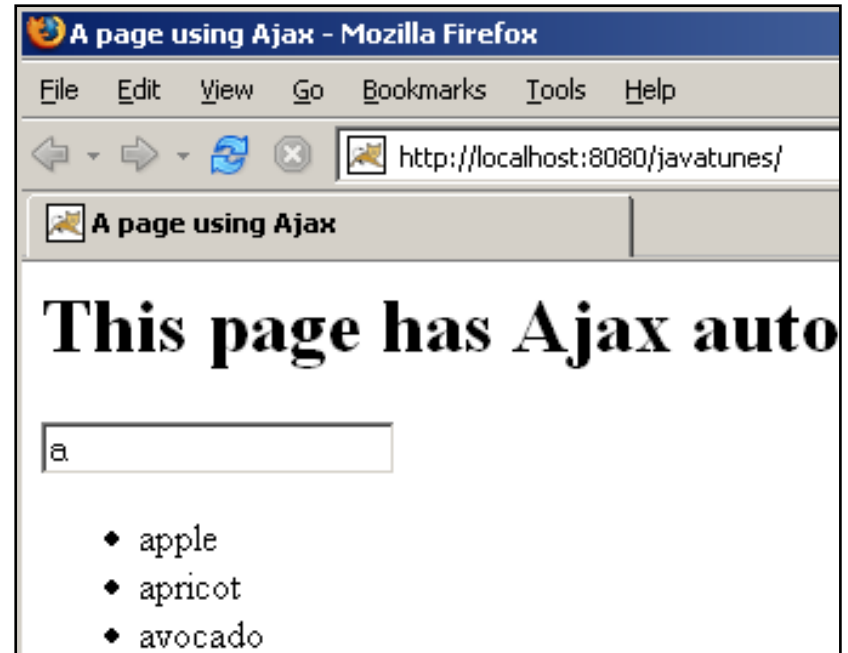 A page using Ajax - Mozilla Firefox
File Edit View Go Bookmarks Tools Help
http://localhost:8080/javatunes/
A page using Ajax
This page has Ajax auto
a
apple
apricot
avocado